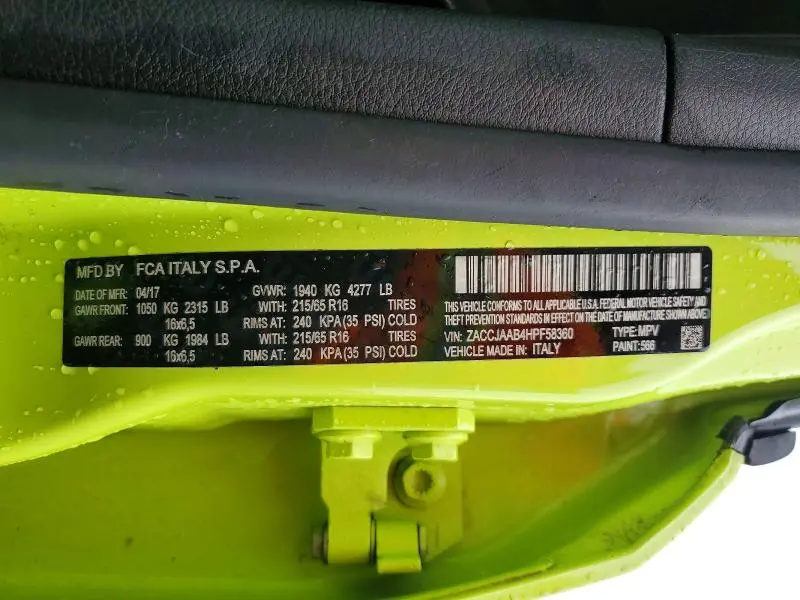 MFD BY FCA ITALY S.P.A.
DATE OF MFR: 04/17 GVWR: 1940 KG 4277 LB
GAWR FRONT: 1050 KG 2315 LB WITH: 215/65 R16 TIRES
16x6,5 RIMS AT: 240 KPA (35 PSI) COLD
GAWR REAR: 900 KG 1984 LB WITH: 215/65 R16 TIRES
16x6,5 RIMS AT: 240 KPA (35 PSI) COLD
THIS VEHICLE CONFORMS TO ALL APPLICABLE U.S.A. FEDERAL MOTOR VEHICLE SAFETY AND
THEFT PREVENTION STANDARDS IN EFFECT ON THE DATE OF MANUFACTURE SHOWN ABOVE.
VIN: ZACCJAAB4HPF58360 TYPE: MPV
VEHICLE MADE IN: ITALY PAINT: 566